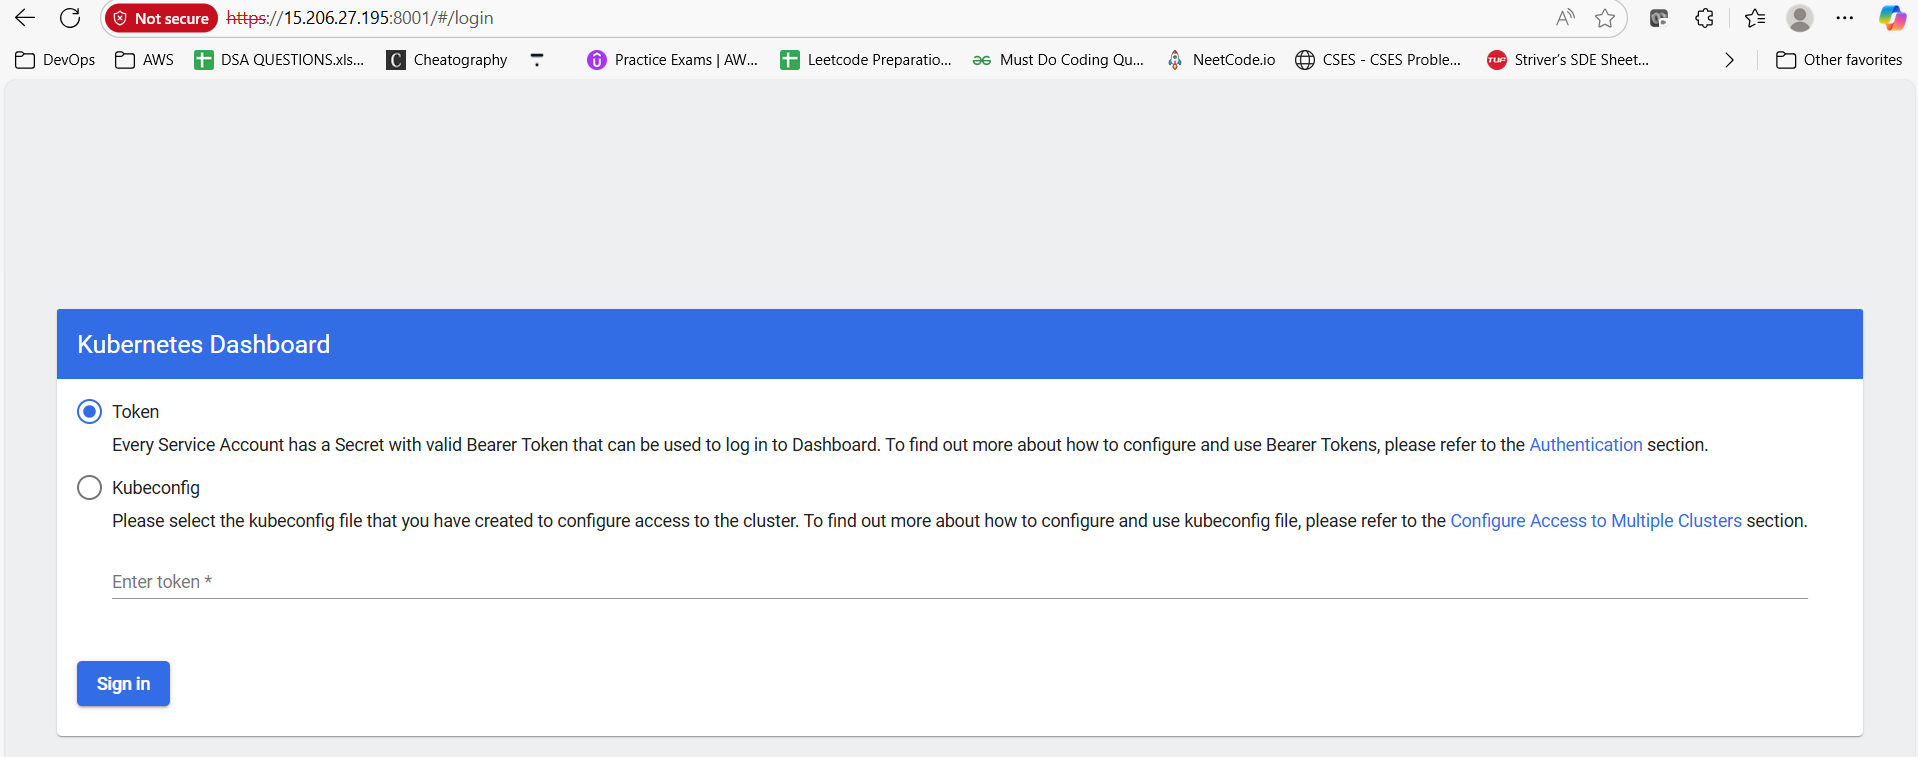 Not secure https://15.206.27.195:8001/#/login
DevOps AWS DSA QUESTIONS.xls... Cheatography Practice Exams | AW... Leetcode Preparatio... Must Do Coding Qu... NeetCode.io CSES - CSES Proble... TUF Striver's SDE Sheet... Other favorites
Kubernetes Dashboard
Token
Every Service Account has a Secret with valid Bearer Token that can be used to log in to Dashboard. To find out more about how to configure and use Bearer Tokens, please refer to the Authentication section.
Kubeconfig
Please select the kubeconfig file that you have created to configure access to the cluster. To find out more about how to configure and use kubeconfig file, please refer to the Configure Access to Multiple Clusters section.
Enter token *
Sign in